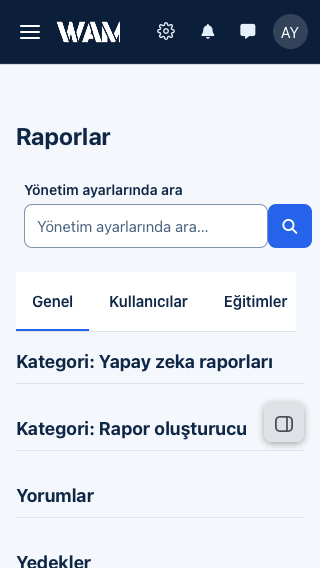 WAM
AY
Raporlar
Yönetim ayarlarında ara
Yönetim ayarlarında ara...
Genel
Kullanıcılar
Eğitimler
Kategori: Yapay zeka raporları
Kategori: Rapor oluşturucu
Yorumlar
Yedekler